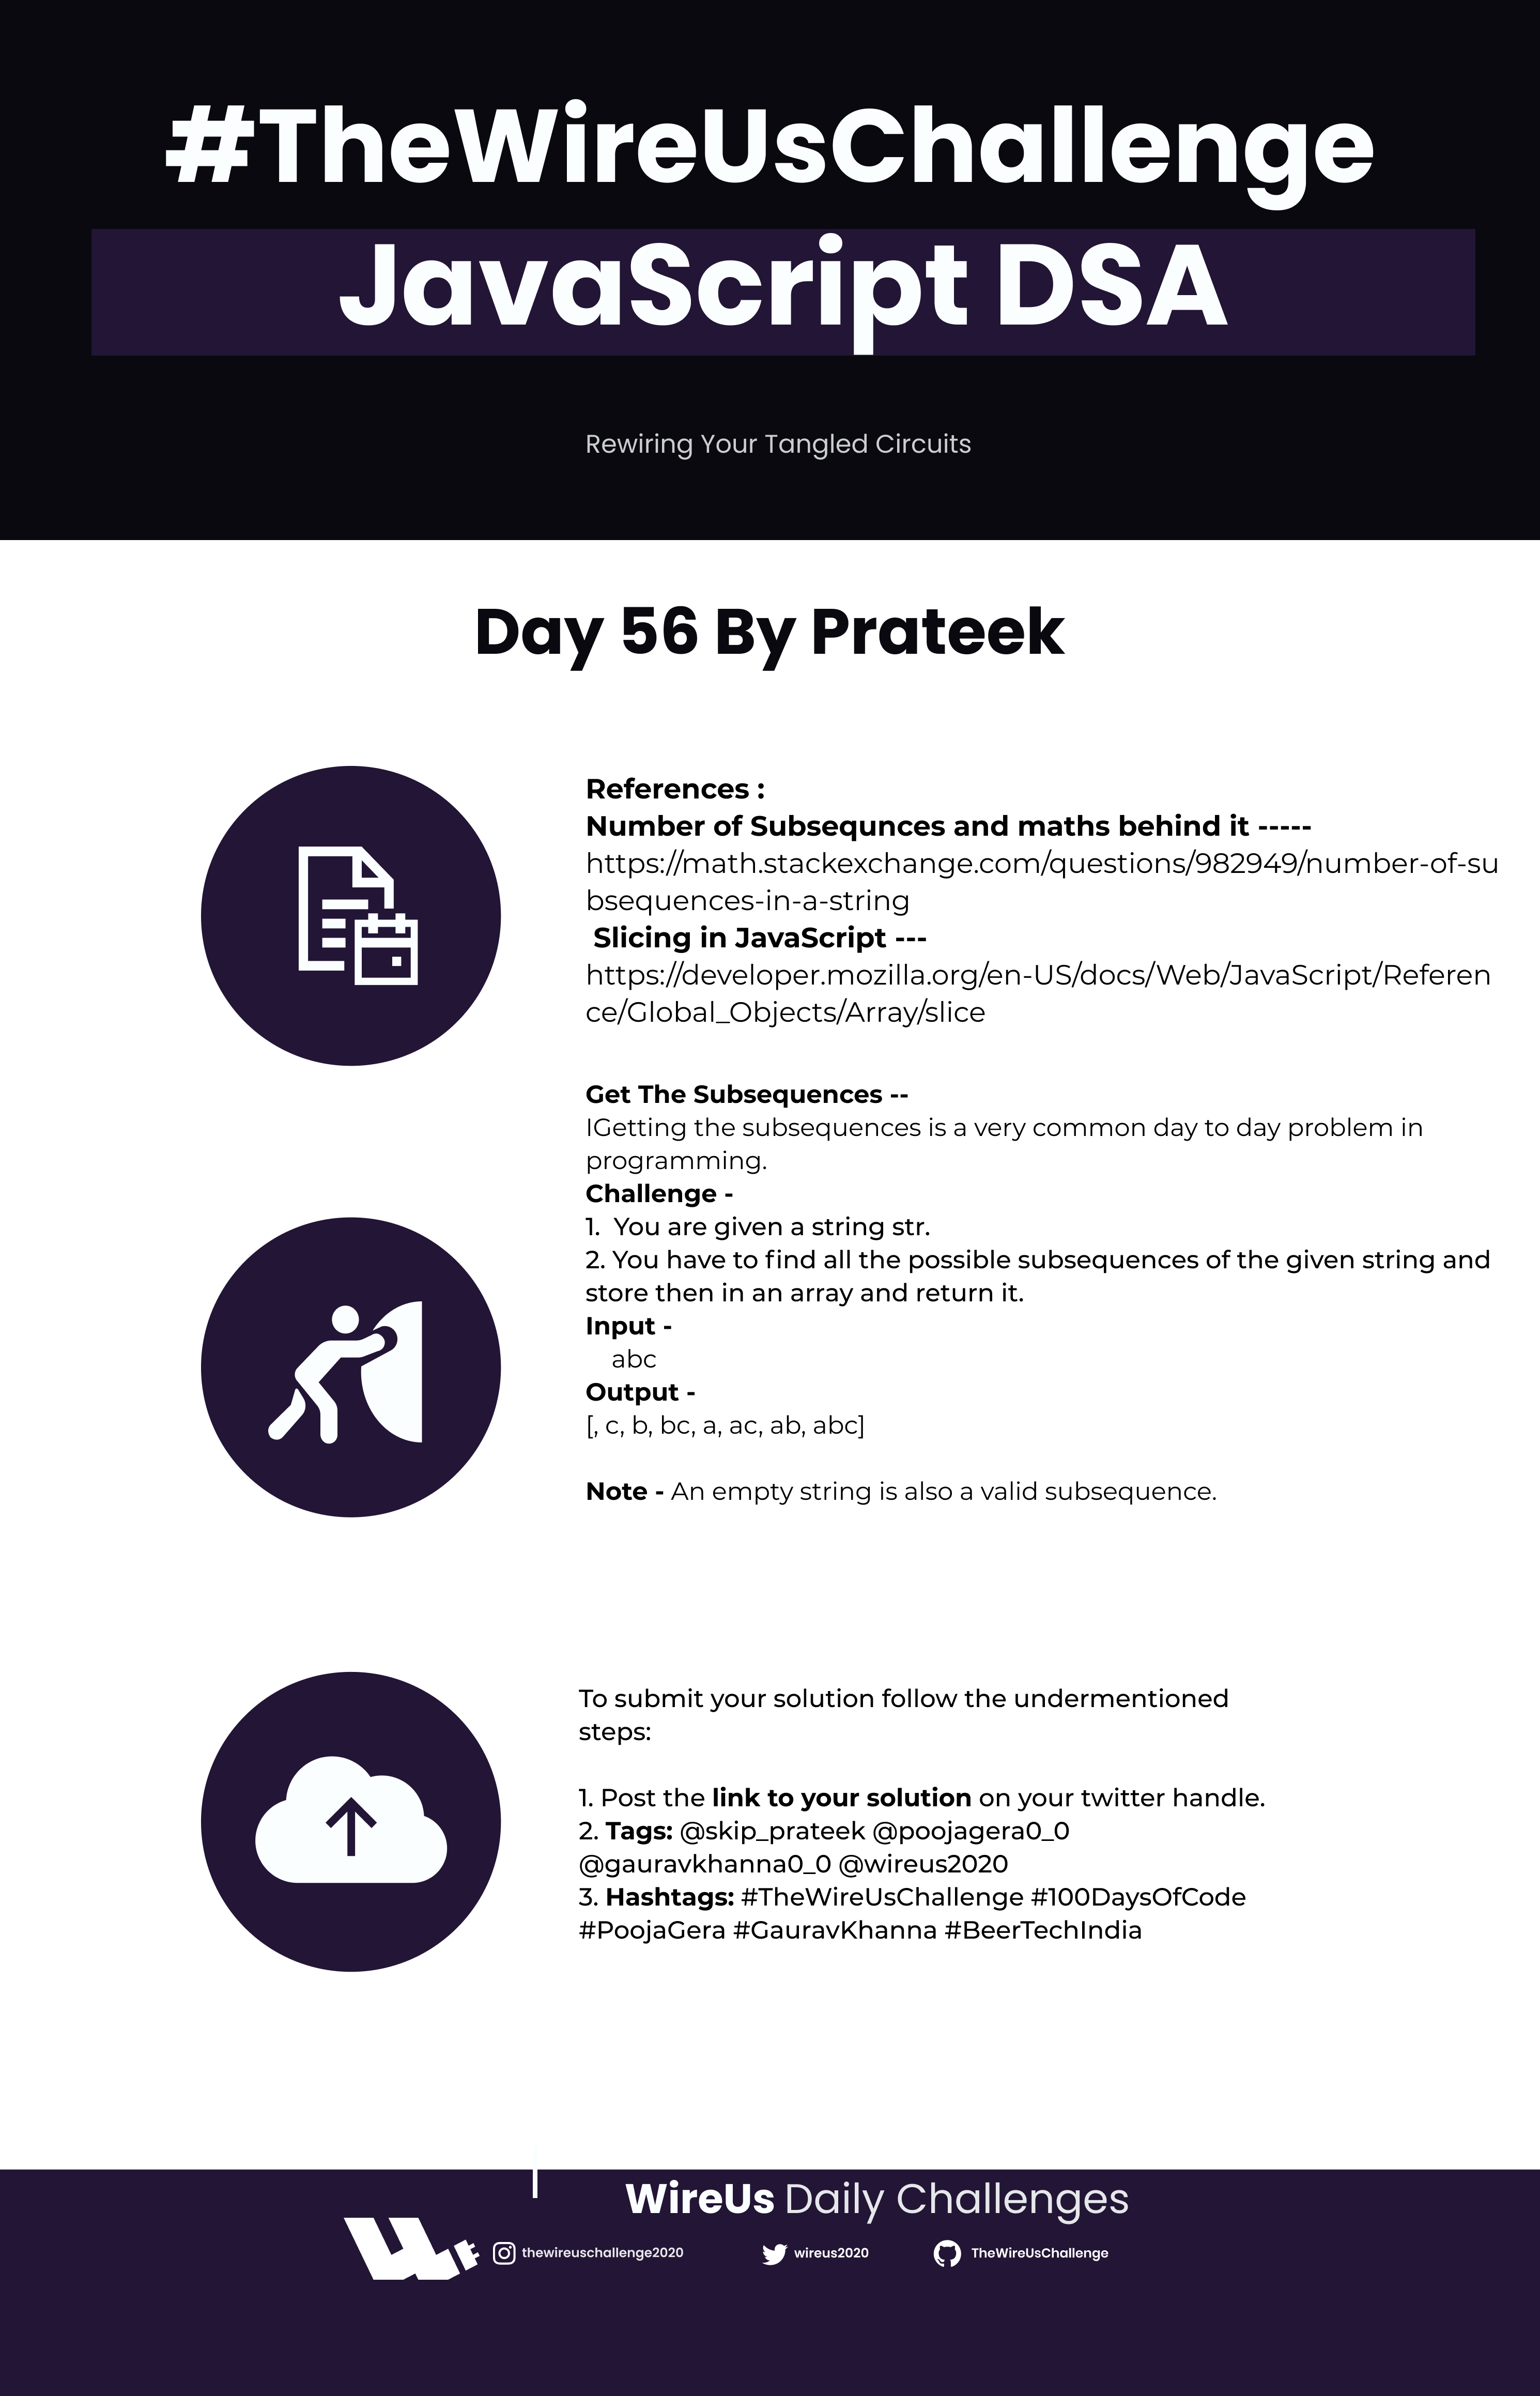 #TheWireUsChallenge
JavaScript DSA
Rewiring Your Tangled Circuits
Day 56 By Prateek
References :
Number of Subsequnces and maths behind it -----
https://math.stackexchange.com/questions/982949/number-of-su
bsequences-in-a-string
Slicing in JavaScript ---
https://developer.mozilla.org/en-US/docs/Web/JavaScript/Referen
ce/Global_Objects/Array/slice
Get The Subsequences --
IGetting the subsequences is a very common day to day problem in
programming.
Challenge -
1. You are given a string str.
2. You have to find all the possible subsequences of the given string and
store then in an array and return it.
Input -
abc
Output -
[, c, b, bc, a, ac, ab, abc]
Note - An empty string is also a valid subsequence.
To submit your solution follow the undermentioned
steps:
1. Post the link to your solution on your twitter handle.
2. Tags: @skip_prateek @poojagera0_0
@gauravkhanna0_0 @wireus2020
3. Hashtags: #TheWireUsChallenge #100DaysOfCode
#PoojaGera #GauravKhanna #BeerTechIndia
WireUs Daily Challenges
thewireuschallenge2020 wireus2020 TheWireUsChallenge